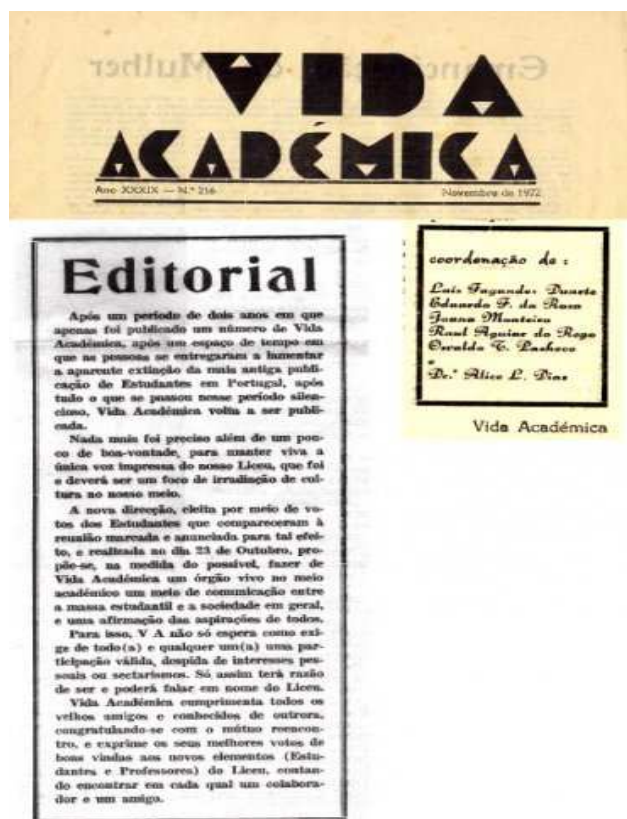 VIDA
ACADÉMICA
Ano XXXIX — N.º 216
Novembro de 1972
Editorial
Após um período de dois anos em que
apenas foi publicado um número de Vida
Académica, após um espaço de tempo em
que as pessoas se entregaram a lamentar
a aparente extinção da mais antiga publi-
cação de Estudantes em Portugal, após
tudo o que se passou nesse período silen-
cioso, Vida Académica volta a ser publi-
cada.
Nada mais foi preciso além de um pou-
co de boa-vontade, para manter viva a
única voz impressa do nosso Liceu, que foi
e deverá ser um foco de irradiação de cul-
tura no nosso meio.
A nova direcção, eleita por meio de vo-
tos dos Estudantes que compareceram à
reunião marcada e anunciada para tal efei-
to, e realizada no dia 23 de Outubro, pro-
põe-se, na medida do possível, fazer de
Vida Académica um órgão vivo no meio
académico um meio de comunicação entre
a massa estudantil e a sociedade em geral,
e uma afirmação das aspirações de todos.
Para isso, V A não só espera como exi-
ge de todo(a) e qualquer um(a) uma par-
ticipação válida, despida de interesses pes-
soais ou sectarismos. Só assim terá razão
de ser e poderá falar em nome do Liceu.
Vida Académica cumprimenta todos os
velhos amigos e conhecidos de outrora,
congratulando-se com o mútuo reencon-
tro, e exprime os seus melhores votos de
boas vindas aos novos elementos (Estu-
dantes e Professores) do Liceu, contan-
do encontrar em cada qual um colabora-
dor e um amigo.
coordenação de :
Luís Fagundes Duarte
Eduardo F. da Rosa
Joana Monteiro
Raul Aguiar do Rego
Osvaldo T. Pacheco
e
Dr.ª Alice L. Dias
Vida Académica